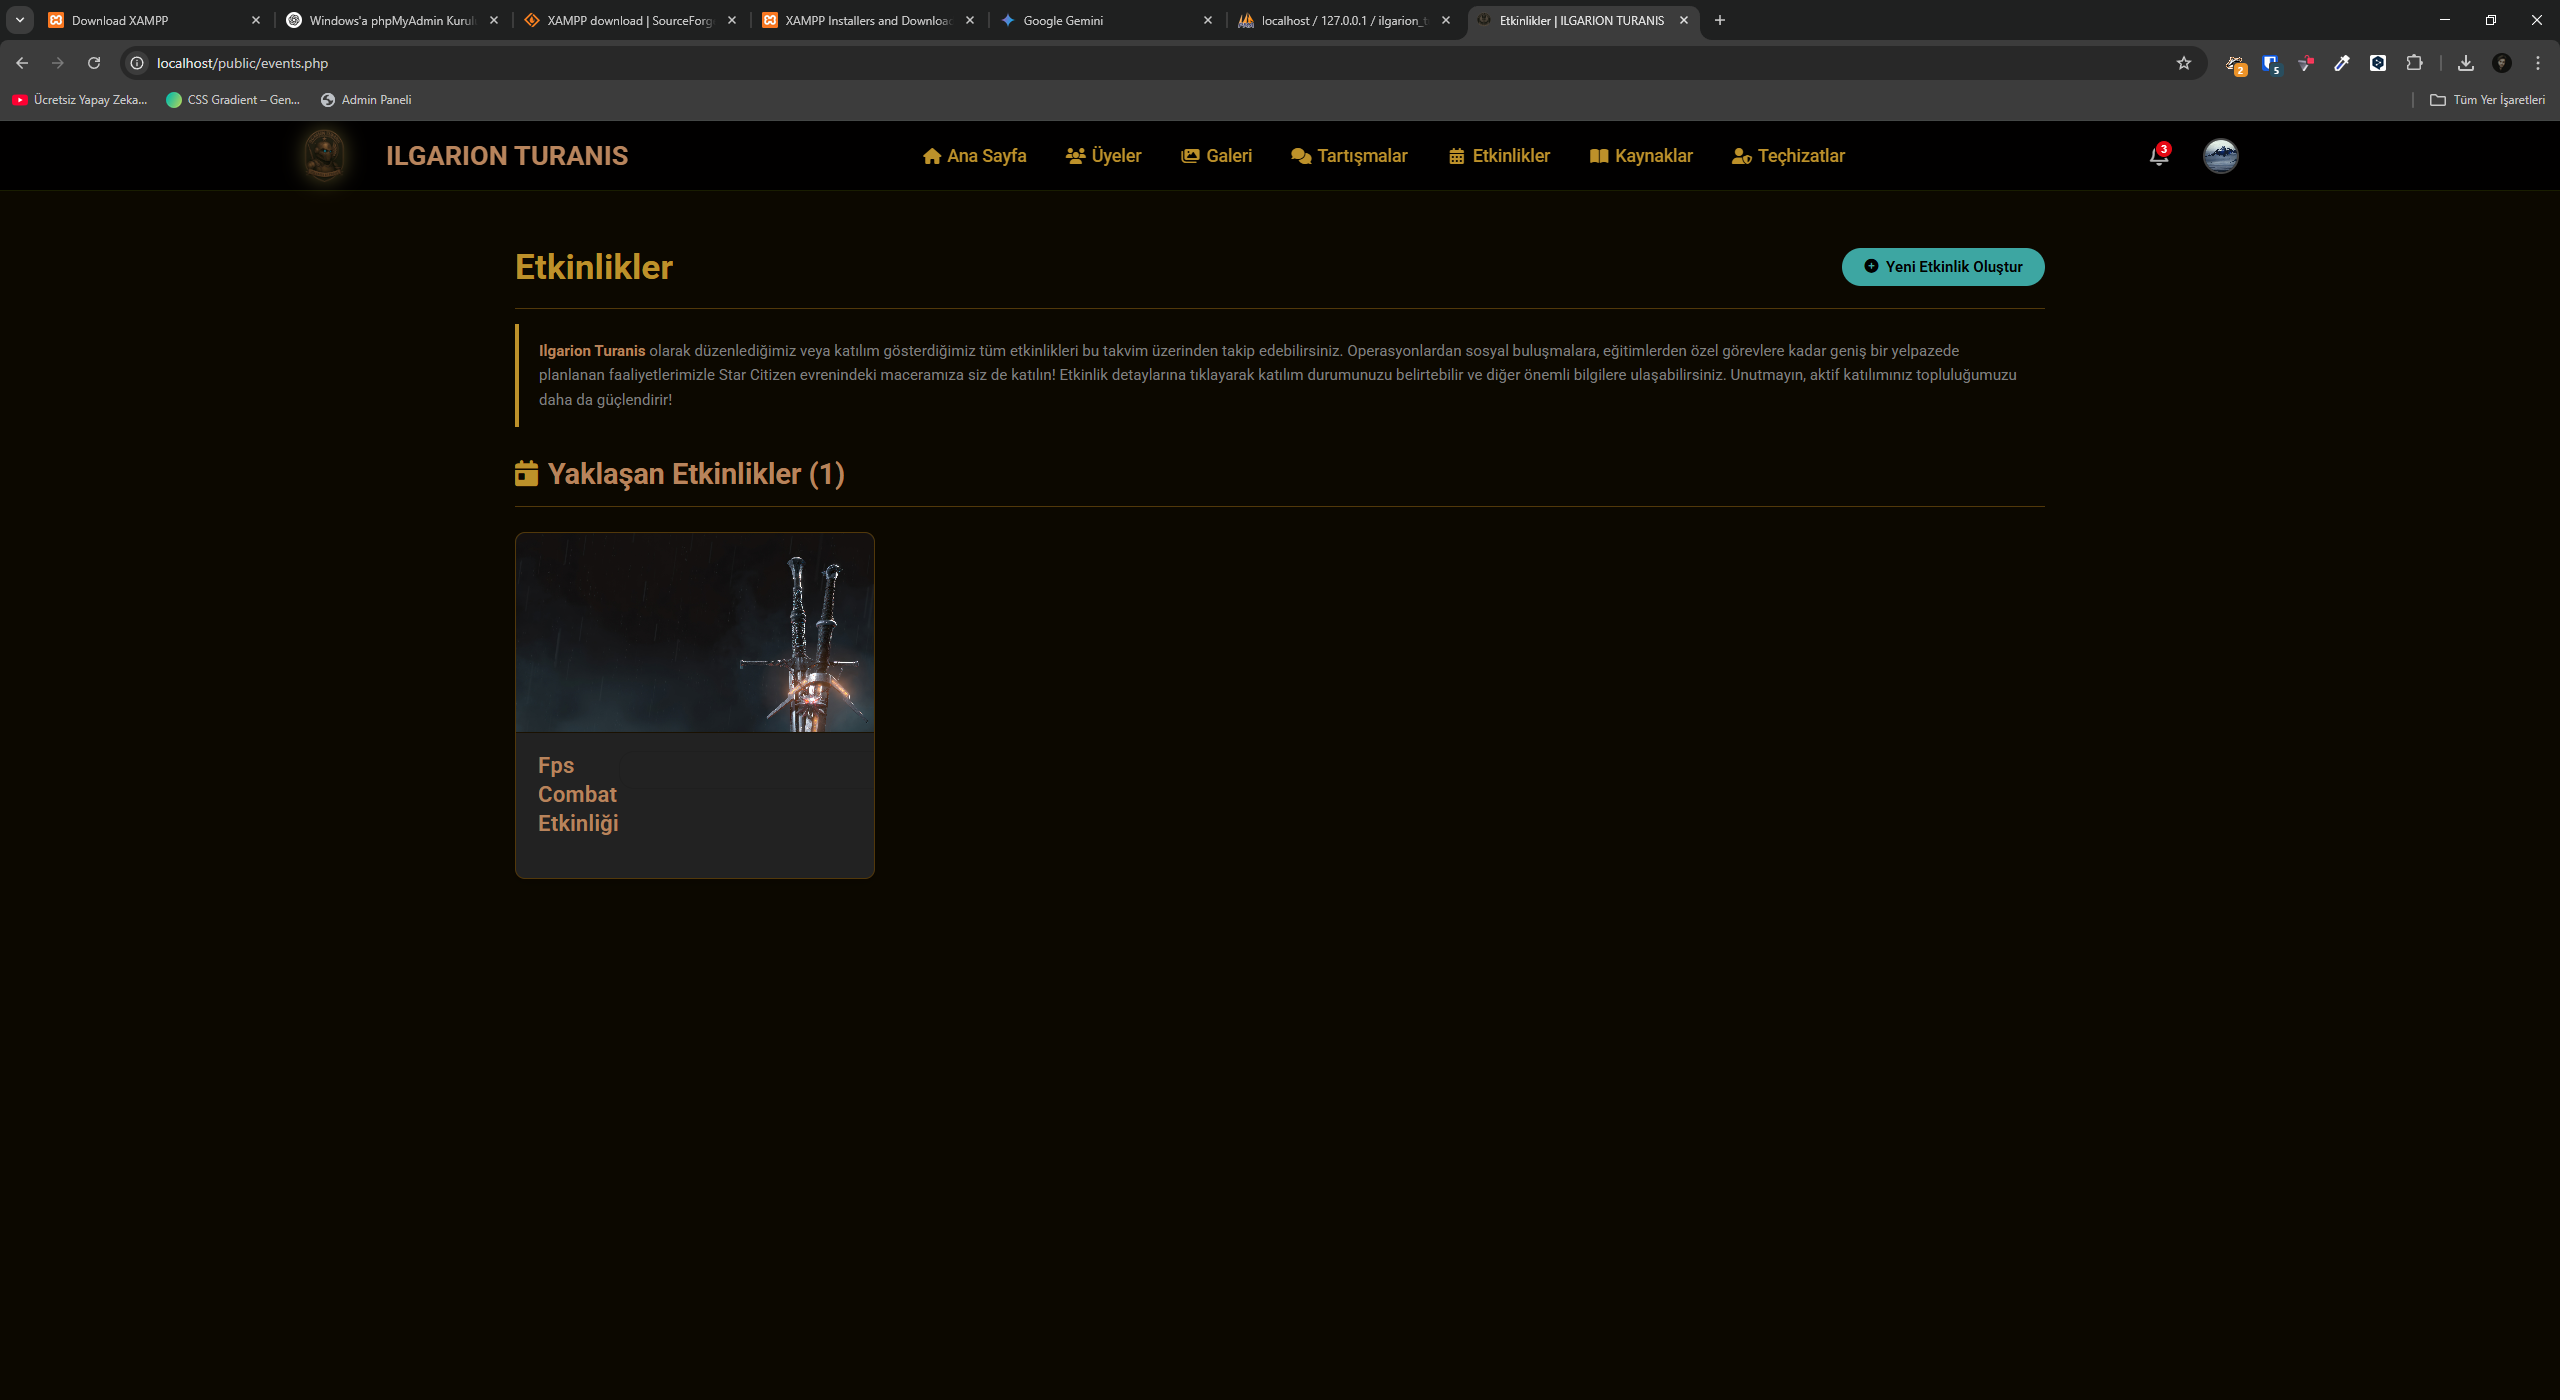 Download XAMPP
Windows'a phpMyAdmin Kurul
XAMPP download | SourceForg
XAMPP Installers and Downloa
Google Gemini
localhost / 127.0.0.1 / ilgarion_t
Etkinlikler | ILGARION TURANIS
localhost/public/events.php
2
5
Ücretsiz Yapay Zeka...
CSS Gradient – Gen...
Admin Paneli
Tüm Yer İşaretleri
ILGARION TURANIS
Ana Sayfa
Üyeler
Galeri
Tartışmalar
Etkinlikler
Kaynaklar
Teçhizatlar
3
Etkinlikler
Yeni Etkinlik Oluştur
Ilgarion Turanis olarak düzenlediğimiz veya katılım gösterdiğimiz tüm etkinlikleri bu takvim üzerinden takip edebilirsiniz. Operasyonlardan sosyal buluşmalara, eğitimlerden özel görevlere kadar geniş bir yelpazede
planlanan faaliyetlerimizle Star Citizen evrenindeki maceramıza siz de katılın! Etkinlik detaylarına tıklayarak katılım durumunuzu belirtebilir ve diğer önemli bilgilere ulaşabilirsiniz. Unutmayın, aktif katılımınız topluluğumuzu
daha da güçlendirir!
Yaklaşan Etkinlikler (1)
Fps
Combat
Etkinliği